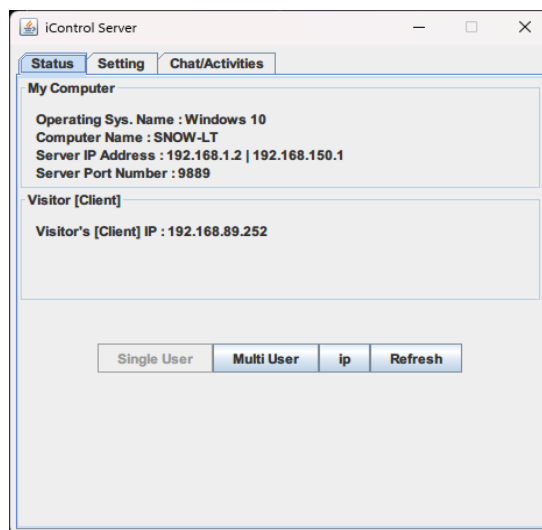 iControl Server
Status Setting Chat/Activities
My Computer
Operating Sys. Name : Windows 10
Computer Name : SNOW-LT
Server IP Address : 192.168.1.2 | 192.168.150.1
Server Port Number : 9889
Visitor [Client]
Visitor's [Client] IP : 192.168.89.252
Single User Multi User ip Refresh